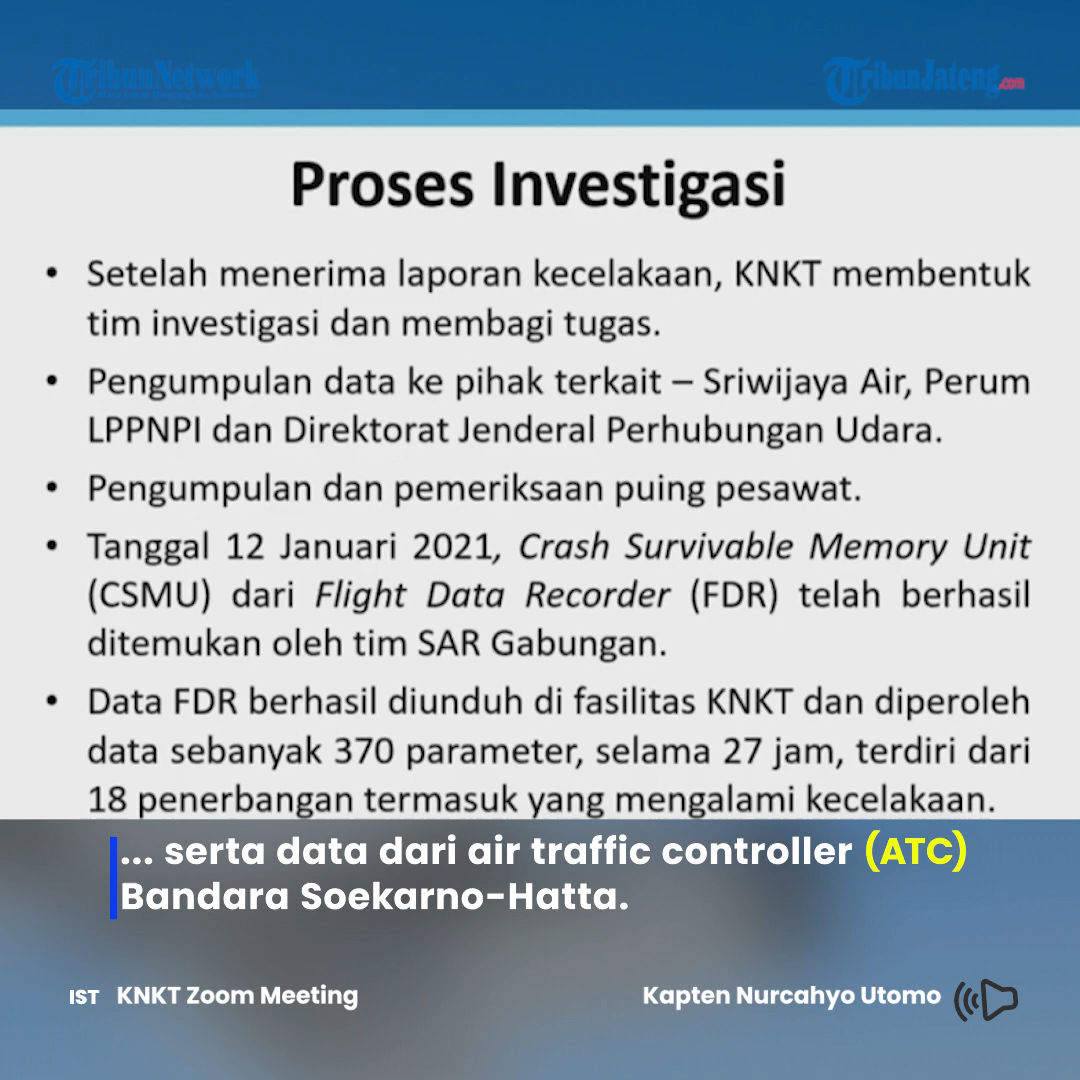 TribunNetwork
TribunJateng.com
Proses Investigasi
• Setelah menerima laporan kecelakaan, KNKT membentuk
tim investigasi dan membagi tugas.
• Pengumpulan data ke pihak terkait – Sriwijaya Air, Perum
LPPNPI dan Direktorat Jenderal Perhubungan Udara.
• Pengumpulan dan pemeriksaan puing pesawat.
• Tanggal 12 Januari 2021, Crash Survivable Memory Unit
(CSMU) dari Flight Data Recorder (FDR) telah berhasil
ditemukan oleh tim SAR Gabungan.
• Data FDR berhasil diunduh di fasilitas KNKT dan diperoleh
data sebanyak 370 parameter, selama 27 jam, terdiri dari
18 penerbangan termasuk yang mengalami kecelakaan.
... serta data dari air traffic controller (ATC)
Bandara Soekarno-Hatta.
IST KNKT Zoom Meeting
Kapten Nurcahyo Utomo